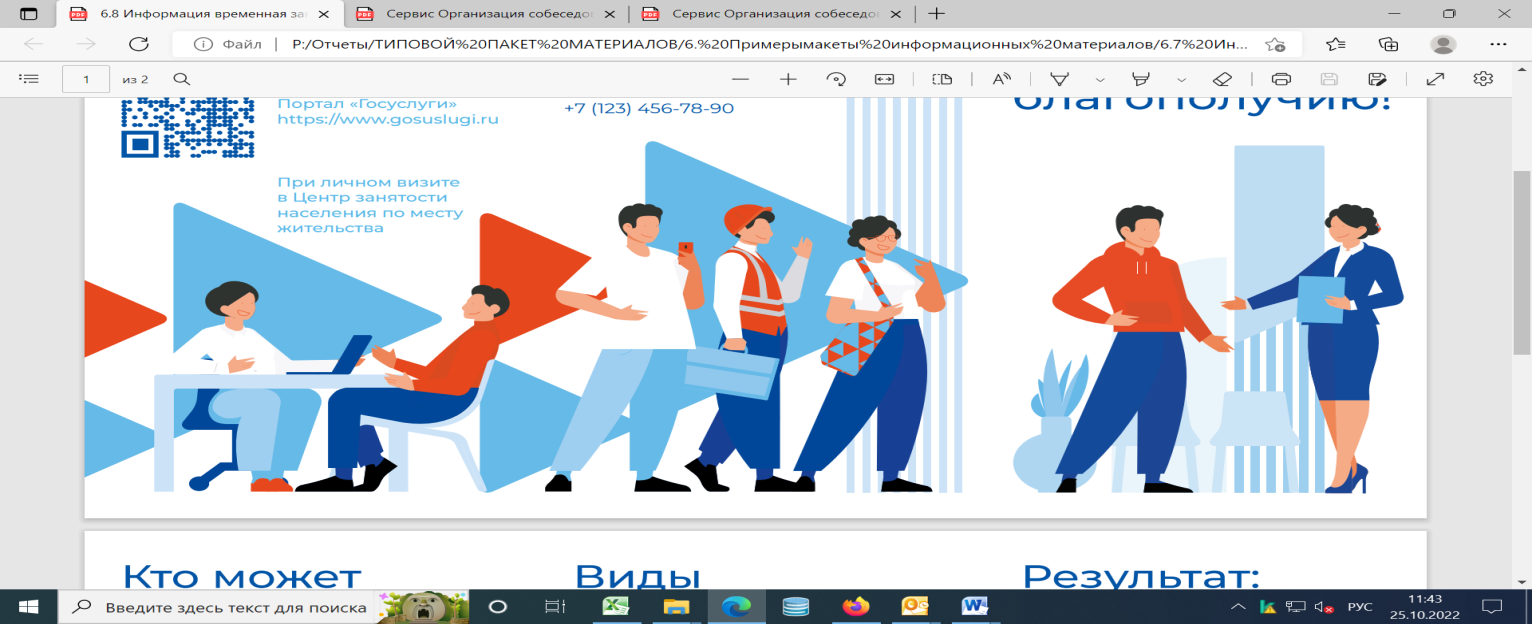 6.8 Информация временная за
Сервис Организация собеседо
Сервис Организация собеседо
Файл
P:/Отчеты/ТИПОВОЙ%20ПАКЕТ%20МАТЕРИАЛОВ/6.%20Примерымакеты%20информационных%20материалов/6.7%20Ин...
1
из 2
Портал «Госуслуги»
https://www.gosuslugi.ru
+7 (123) 456-78-90
благополучию!
При личном визите
в Центр занятости
населения по месту
жительства
Кто может
Виды
Результат:
Введите здесь текст для поиска
РУС
11:43
25.10.2022